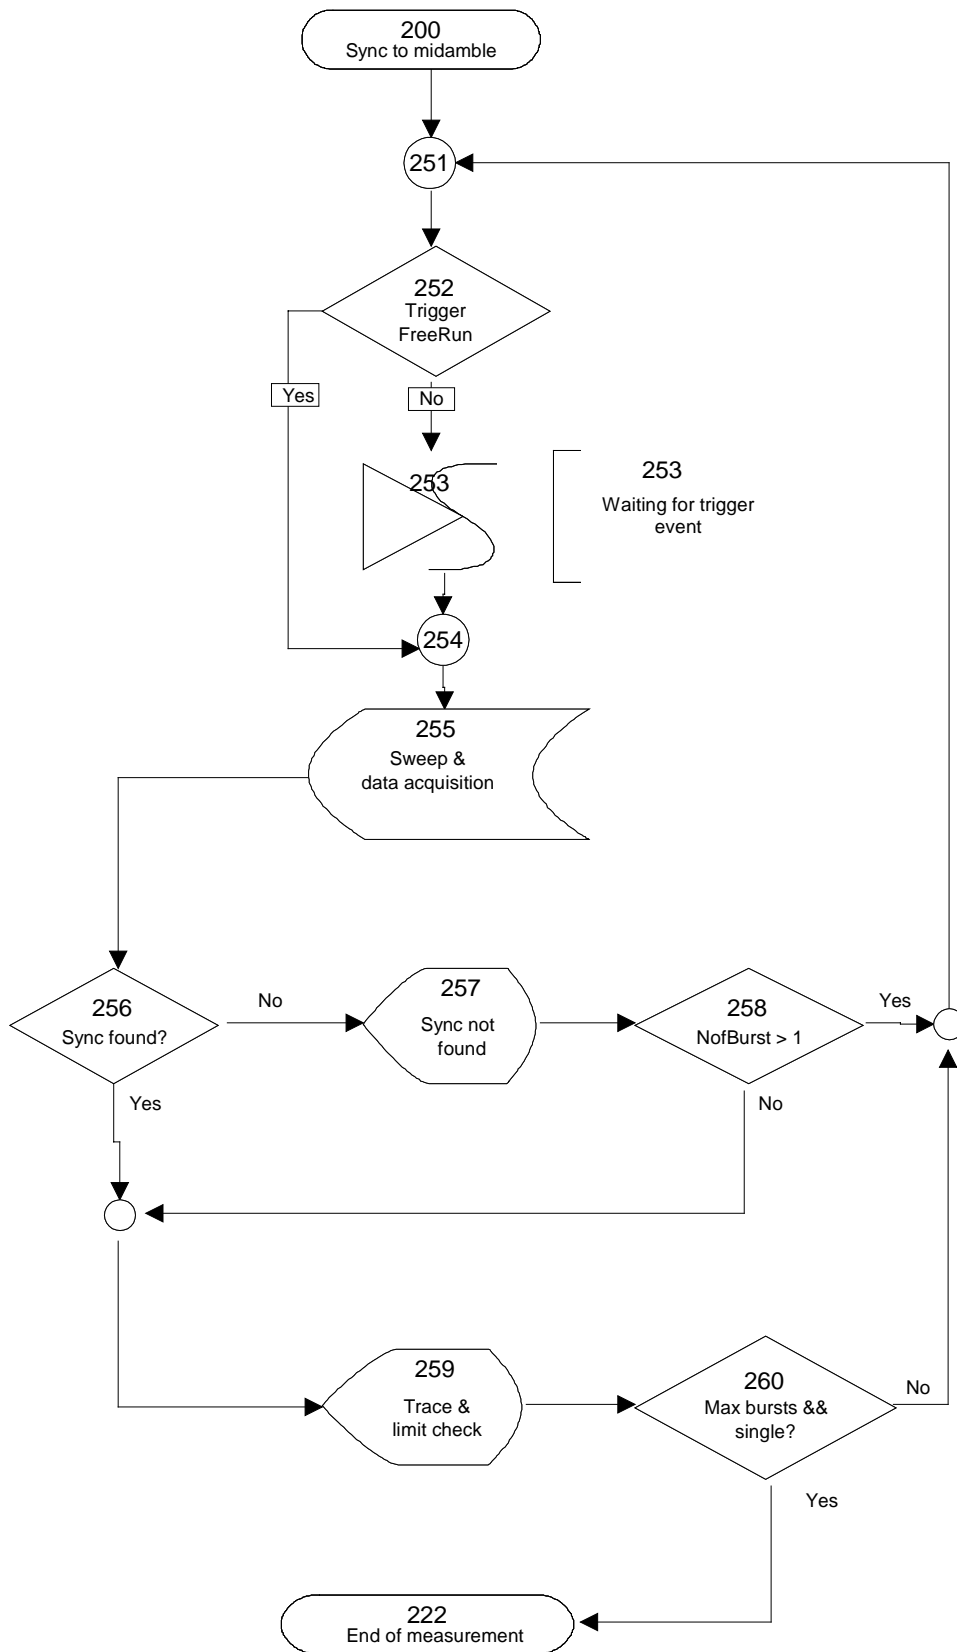 200
Sync to midamble
251
252
Trigger
FreeRun
Yes
No
253
253
Waiting for trigger
event
254
255
Sweep &
data acquisition
256
Sync found?
No
257
Sync not
found
258
NofBurst > 1
Yes
Yes
No
259
Trace &
limit check
260
Max bursts &&
single?
No
Yes
222
End of measurement